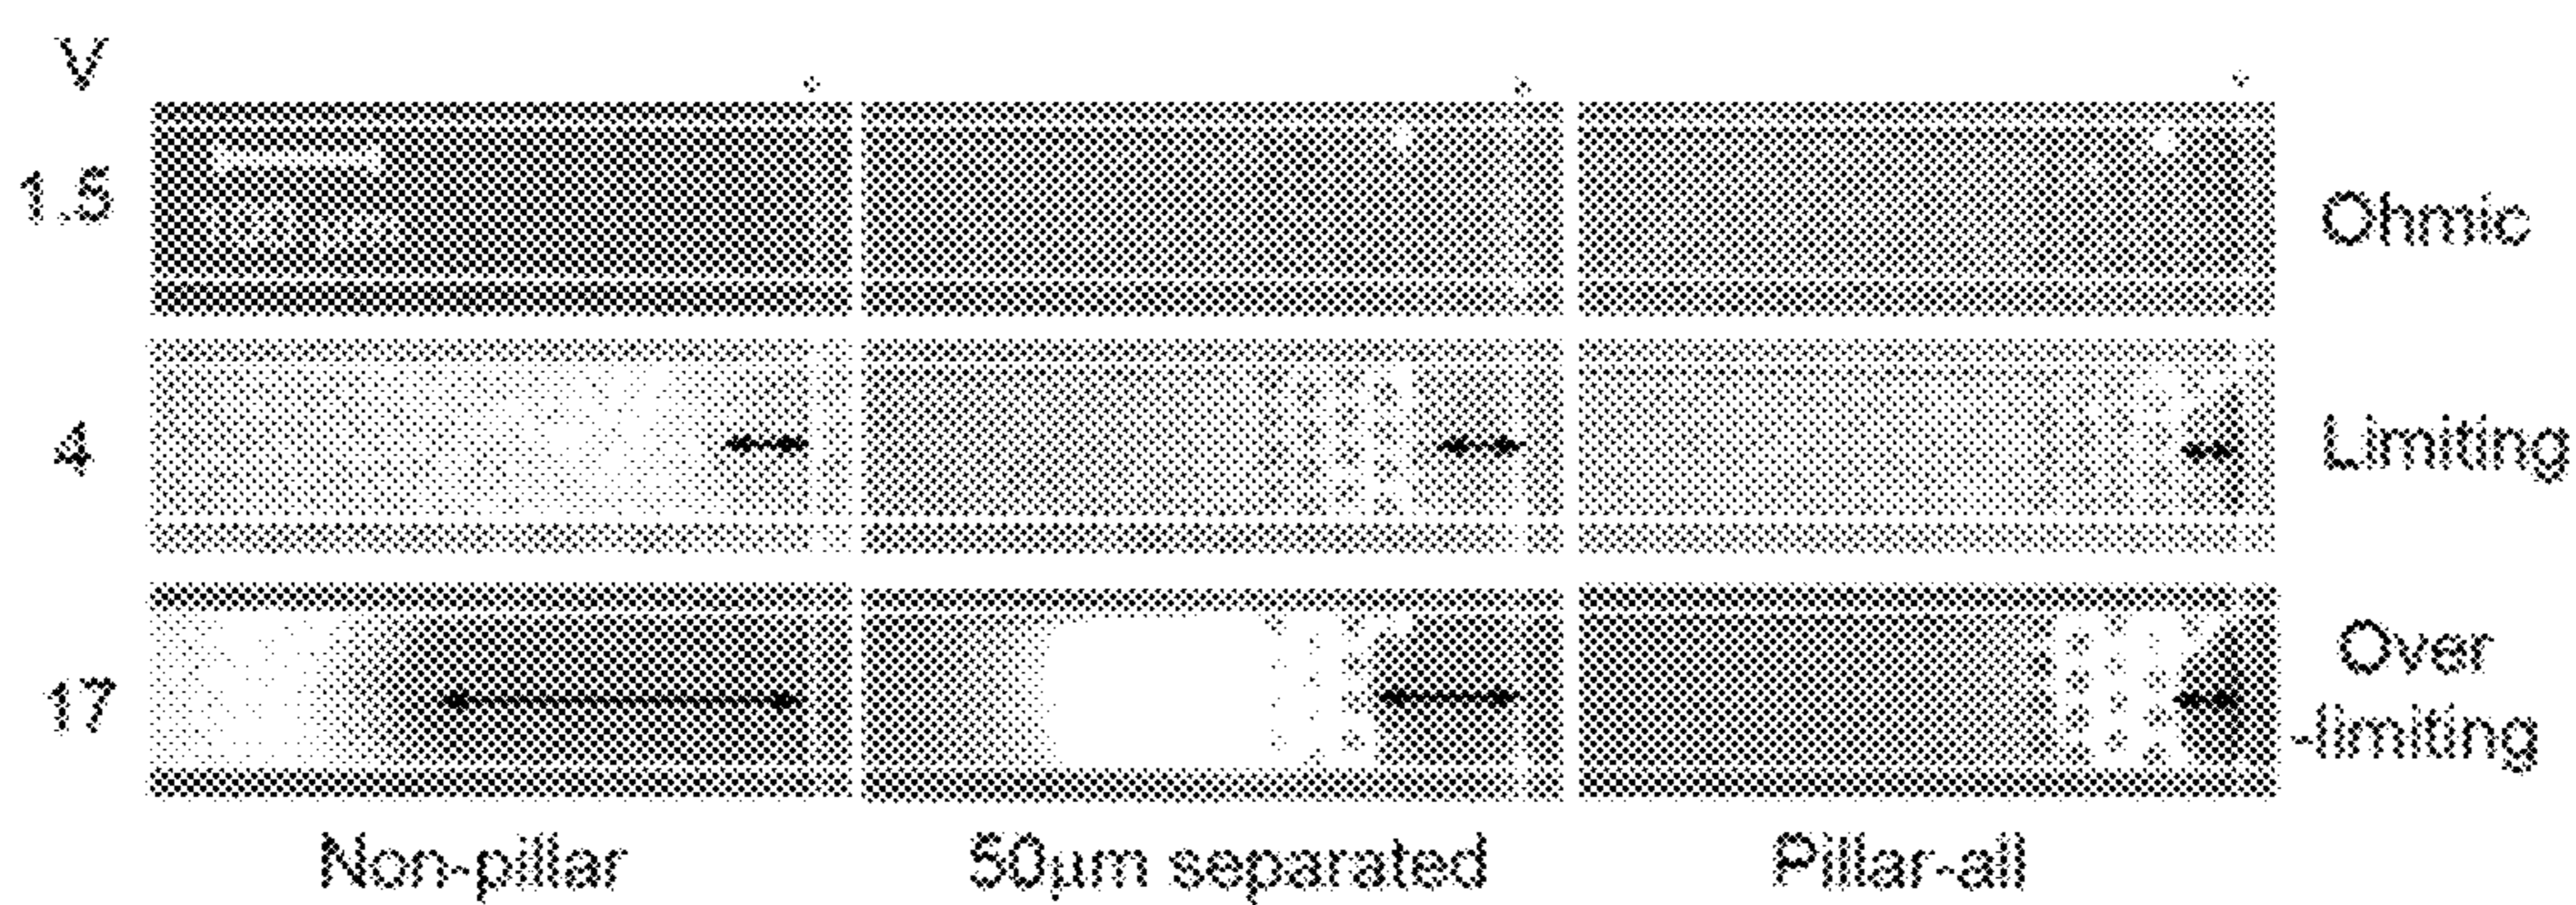 V
1.5
Ohmic
4
Limiting
17
Over
-limiting
Non-pillar
50μm separated
Pillar-all